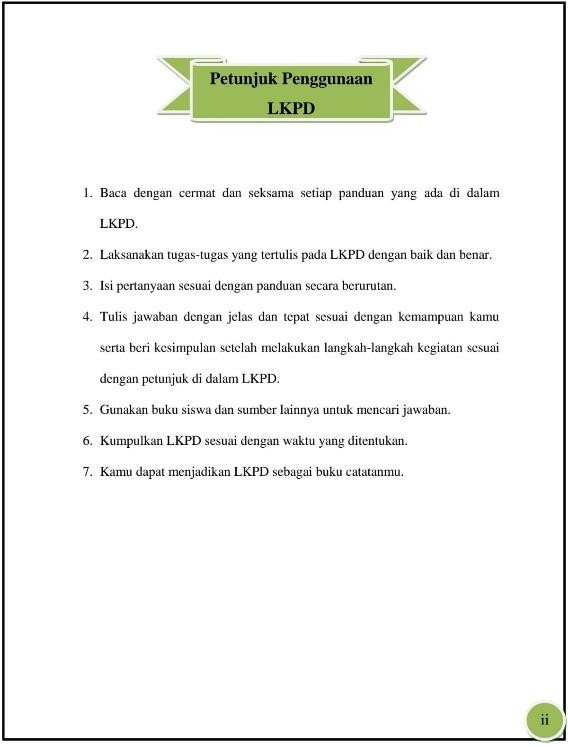 Petunjuk Penggunaan
LKPD
1. Baca dengan cermat dan seksama setiap panduan yang ada di dalam
LKPD.
2. Laksanakan tugas-tugas yang tertulis pada LKPD dengan baik dan benar.
3. Isi pertanyaan sesuai dengan panduan secara berurutan.
4. Tulis jawaban dengan jelas dan tepat sesuai dengan kemampuan kamu
serta beri kesimpulan setelah melakukan langkah-langkah kegiatan sesuai
dengan petunjuk di dalam LKPD.
5. Gunakan buku siswa dan sumber lainnya untuk mencari jawaban.
6. Kumpulkan LKPD sesuai dengan waktu yang ditentukan.
7. Kamu dapat menjadikan LKPD sebagai buku catatanmu.
ii